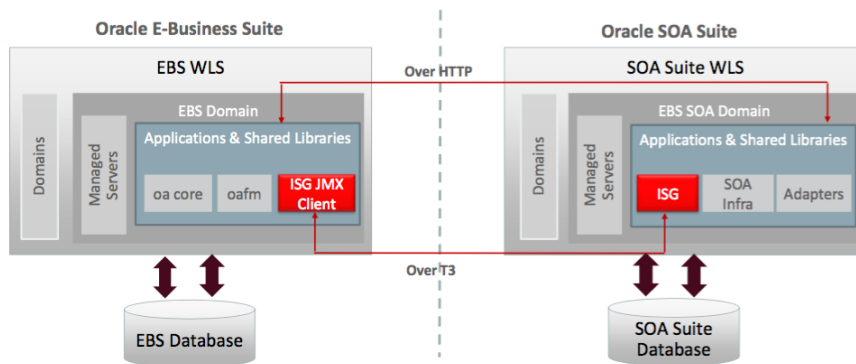 Oracle E-Business Suite
Oracle SOA Suite
EBS WLS
Over HTTP
SOA Suite WLS
EBS Domain
EBS SOA Domain
Applications & Shared Libraries
Applications & Shared Libraries
Domains
Managed
Servers
oa core
oafm
ISG JMX
Client
Domains
Managed
Servers
ISG
SOA
Infra
Adapters
Over T3
EBS Database
SOA Suite
Database